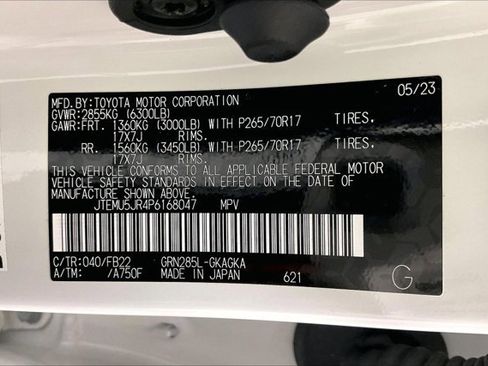 MFD.BY:TOYOTA MOTOR CORPORATION 05/23
GVWR:2855KG (6300LB)
GAWR:FRT. 1360KG (3000LB) WITH P265/70R17 TIRES,
17X7J RIMS.
RR. 1560KG (3450LB) WITH P265/70R17 TIRES,
17X7J RIMS.
THIS VEHICLE CONFORMS TO ALL APPLICABLE FEDERAL MOTOR
VEHICLE SAFETY STANDARDS IN EFFECT ON THE DATE OF
MANUFACTURE SHOWN ABOVE.
JTEMU5JR4P6168047 MPV
C/TR:040/FB22 GRN285L-GKAGKA
A/TM: /A750F MADE IN JAPAN 621 G